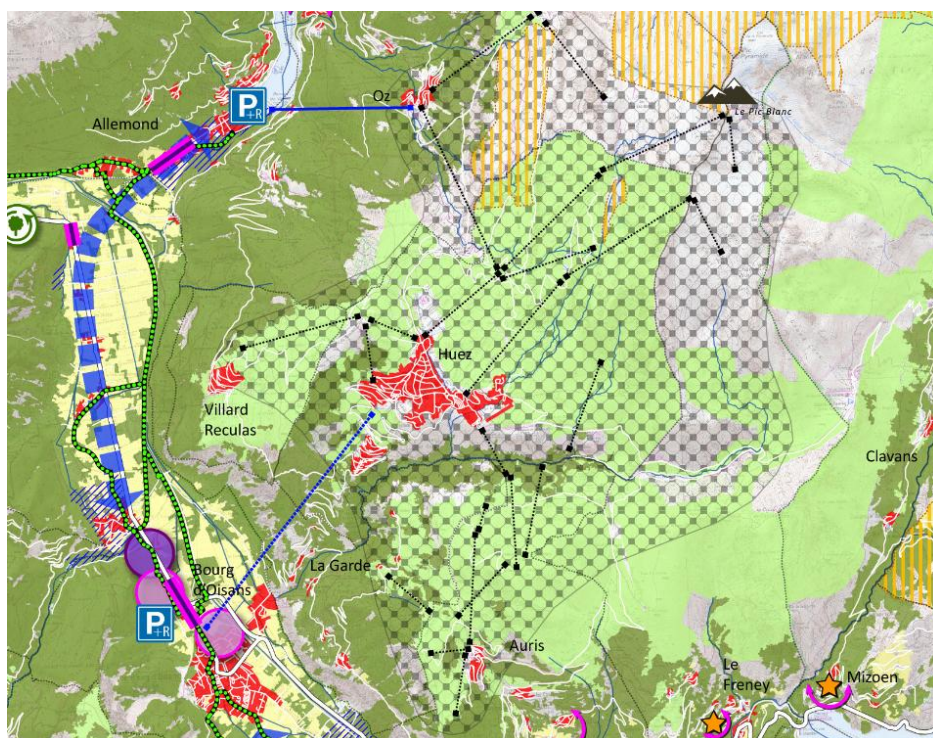 Oz
P
+R
Le Pic Blanc
Allemond
Huez
Villard
Reculas
Clavans
La Garde
Bourg
d'Oisans
P
+R
Auris
Le
Freney
Mizoen